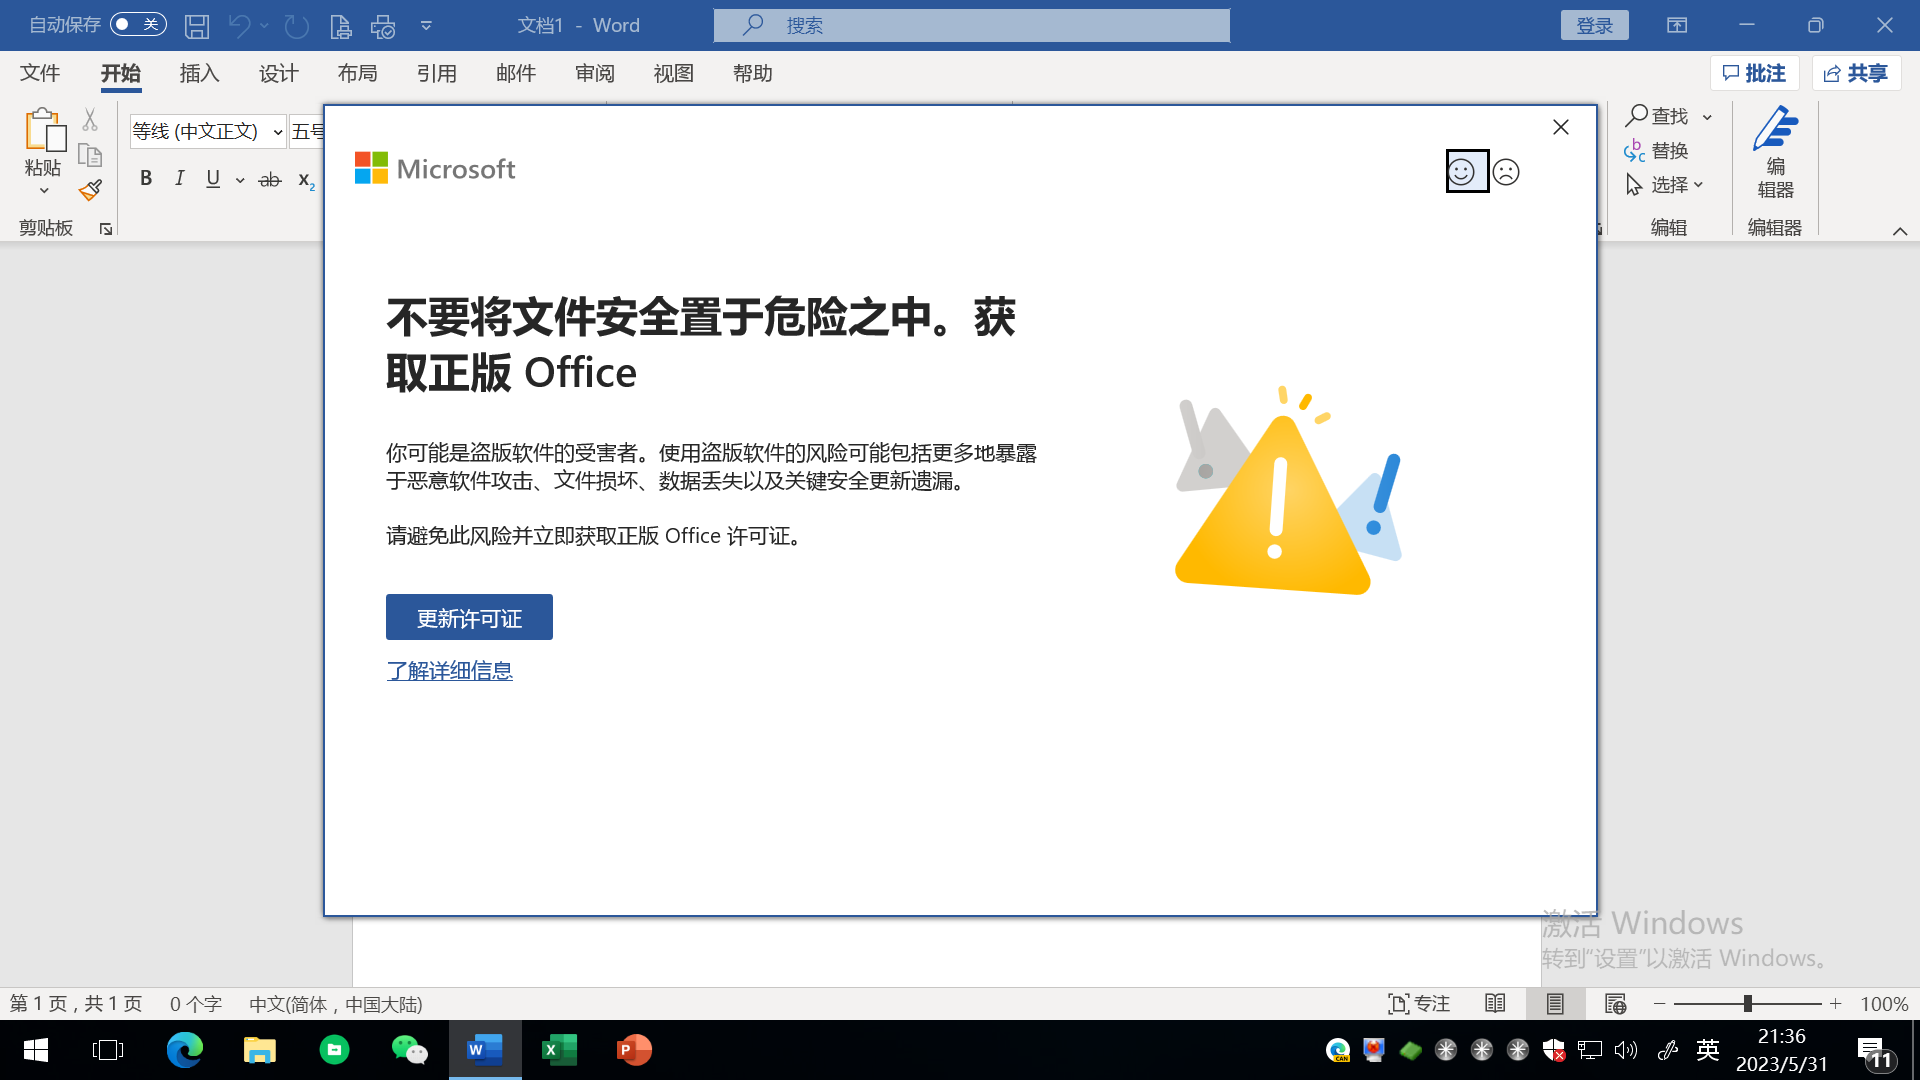 自动保存 关
文档1 - Word
搜索
登录
文件 开始 插入 设计 布局 引用 邮件 审阅 视图 帮助
批注 共享
粘贴
剪贴板
等线 (中文正文) 五号
B I U ab x₂
查找
替换
选择
编辑
编
辑器
编辑器
Microsoft
不要将文件安全置于危险之中。获
取正版 Office
你可能是盗版软件的受害者。使用盗版软件的风险可能包括更多地暴露
于恶意软件攻击、文件损坏、数据丢失以及关键安全更新遗漏。
请避免此风险并立即获取正版 Office 许可证。
更新许可证
了解详细信息
激活 Windows
转到"设置"以激活 Windows。
第 1 页，共 1 页 0 个字 中文(简体，中国大陆)
专注 100%
W X P
CAN
英
21:36
2023/5/31
11